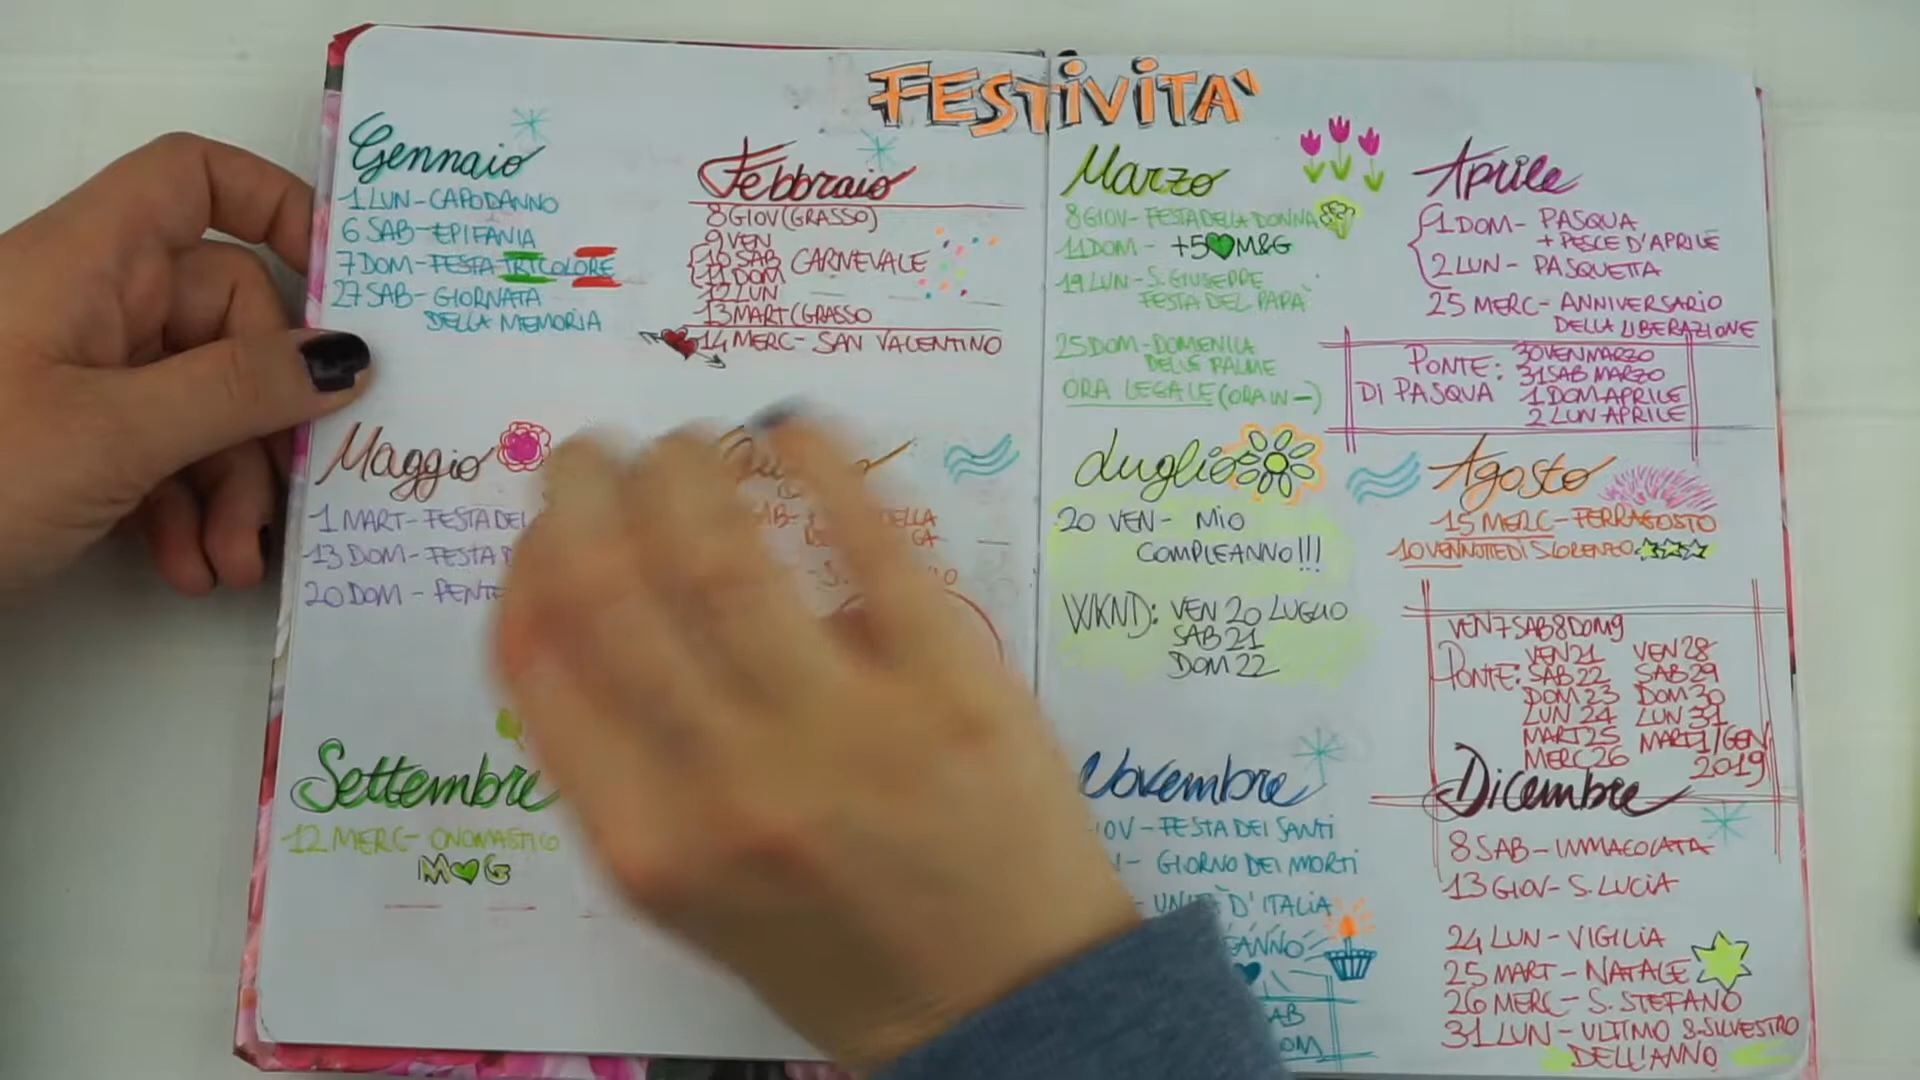 FESTIVITA'
Gennaio
1 LUN - CAPODANNO
6 SAB - EPIFANIA
7 DOM - FESTA TRICOLORE
27 SAB - GIORNATA
DELLA MEMORIA
Febbraio
8 GIOV (GRASSO)
9 VEN
10 SAB CARNEVALE
11 DOM
12 LUN
13 MART (GRASSO
14 MERC - SAN VALENTINO
Marzo
8 GIOV - FESTA DELLA DONNA
11 DOM - +5 M&G
19 LUN - S. GIUSEPPE
FESTA DEL PAPÀ
25 DOM - DOMENICA
DELLE PALME
ORA LEGALE (ORA IN -)
Aprile
1 DOM - PASQUA
+ PESCE D'APRILE
2 LUN - PASQUETTA
25 MERC - ANNIVERSARIO
DELLA LIBERAZIONE
PONTE:
DI PASQUA
30 VEN MARZO
31 SAB MARZO
1 DOM APRILE
2 LUN APRILE
Maggio
1 MART - FESTA DEI
13 DOM - FESTA
20 DOM -
DELLA
Luglio
20 VEN - MIO
COMPLEANNO!!!
WKND: VEN 20 LUGLIO
SAB 21
DOM 22
Agosto
15 MERC - FERRAGOSTO
10 VEN NOTTE DI S. LORENZO
Settembre
12 MERC - ONOMASTICO
M G
Novembre
- FESTA DEI SANTI
- GIORNO DEI MORTI
- UNITÀ D'ITALIA
VEN 7 SAB 8 DOM 9
PONTE:
VEN 21 VEN 28
SAB 22 SAB 29
DOM 23 DOM 30
LUN 24 LUN 31
MART 25 MART 1/GEN
MERC 26 2019
Dicembre
8 SAB - IMMACOLATA
13 GIOV - S. LUCIA
24 LUN - VIGILIA
25 MART - NATALE
26 MERC - S. STEFANO
31 LUN - ULTIMO S. SILVESTRO
DELL'ANNO